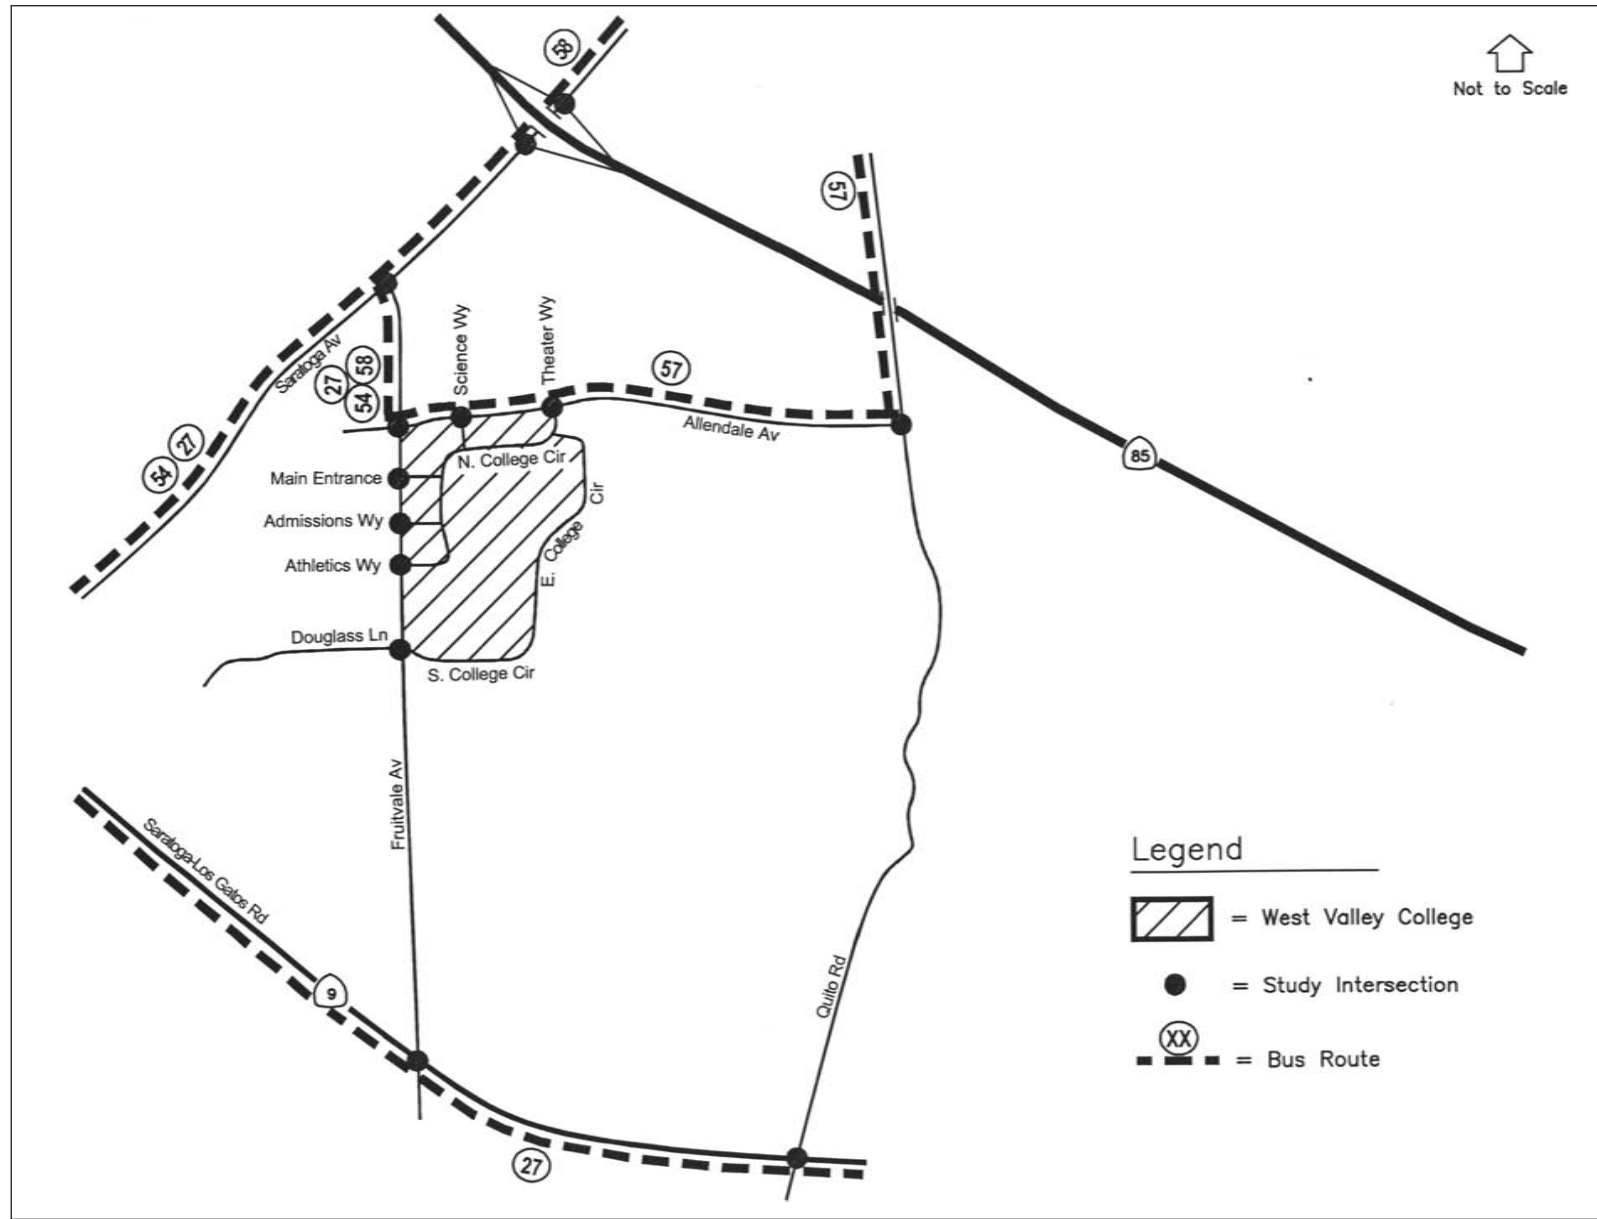 58
Not to Scale
57
Science Wy
Theater Wy
Saratoga Av
27
58
54
57
Allendale Av
54
27
N. College Cir
85
Main Entrance
Admissions Wy
Athletics Wy
E. College Cir
Douglass Ln
S. College Cir
Fruitvale Av
Saratoga-Los Gatos Rd
Legend
= West Valley College
9
Quito Rd
= Study Intersection
XX
= Bus Route
27